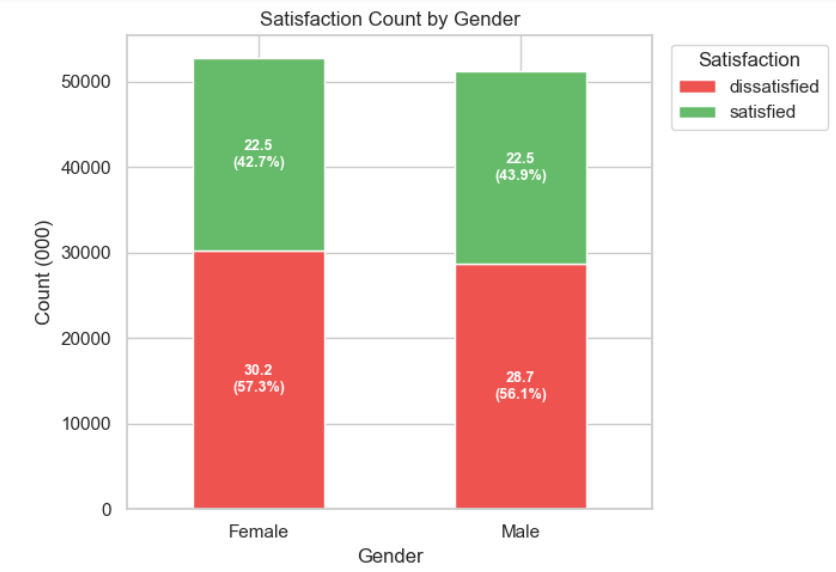 Satisfaction Count by Gender
Satisfaction
dissatisfied
satisfied
Count (000)
50000
40000
30000
20000
10000
0
22.5
(42.7%)
30.2
(57.3%)
22.5
(43.9%)
28.7
(56.1%)
Female
Male
Gender